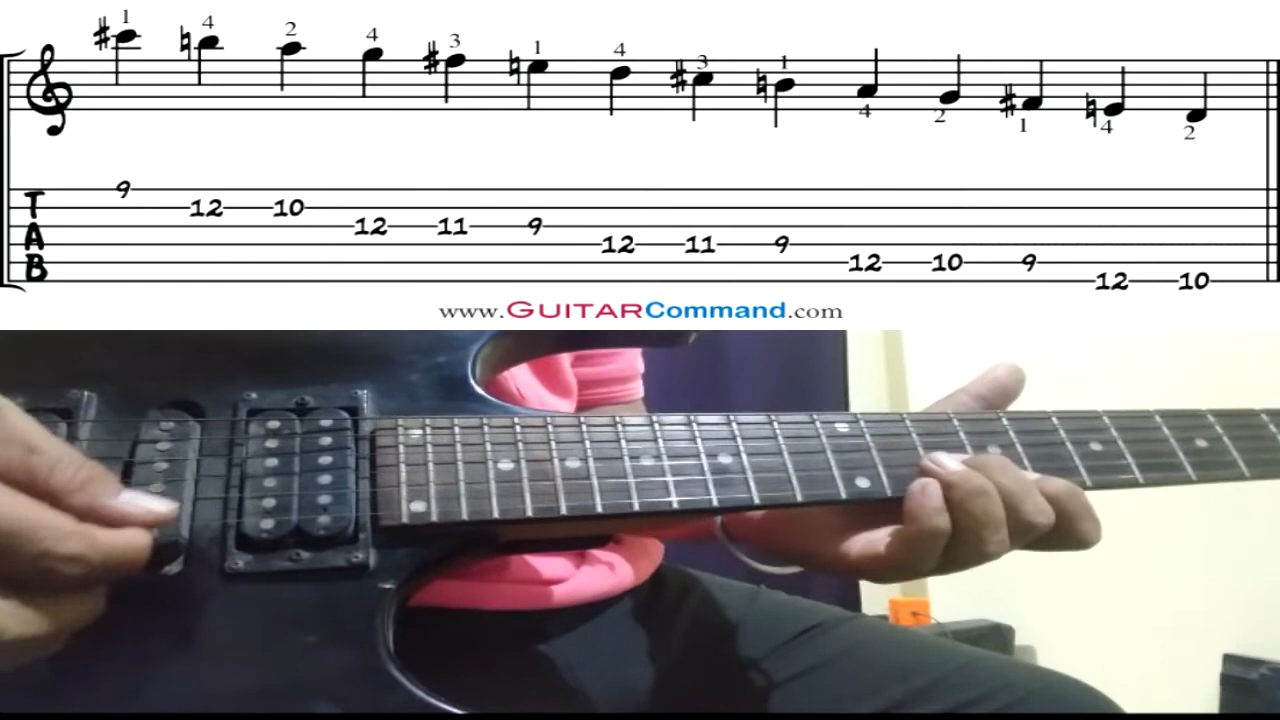 1 4 2 4 3 1 4 3 1
4 2 1 4 2
9
T 12 10
12 11 9
A 12 11 9
B 12 10 9
12 10
www.GUITARCommand.com